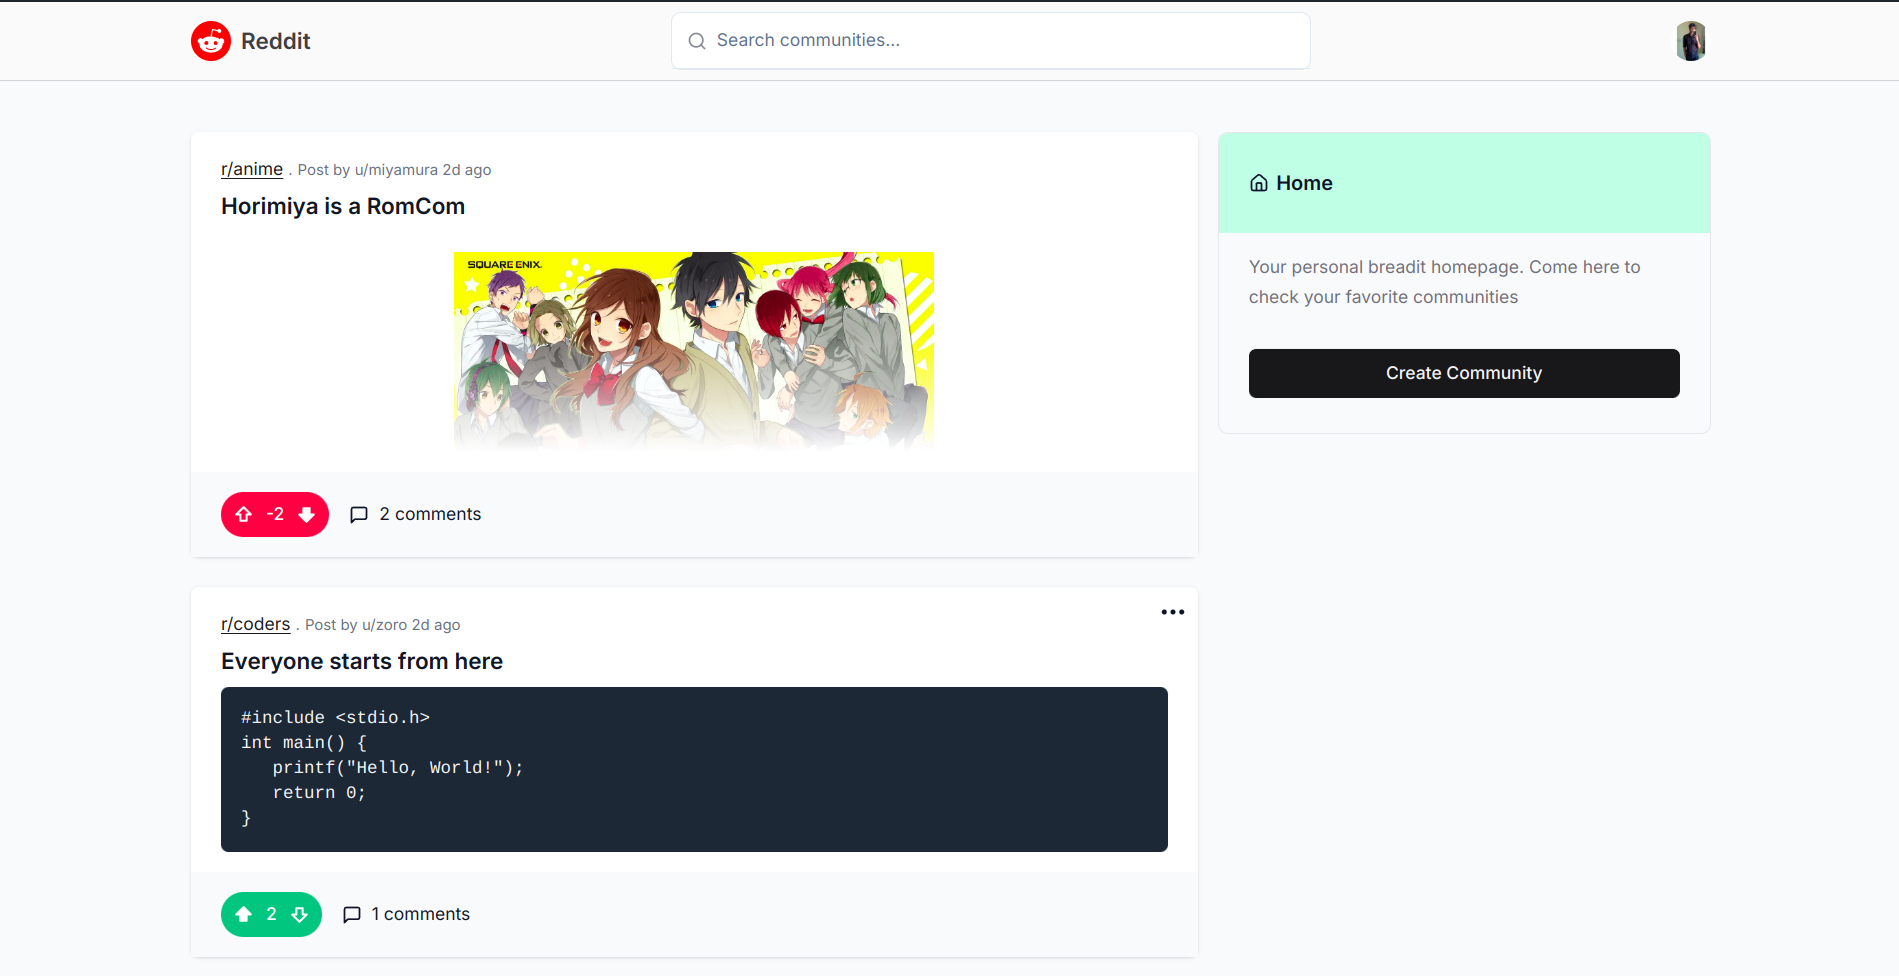 Reddit
Search communities...
r/anime . Post by u/miyamura 2d ago
Horimiya is a RomCom
SQUARE ENIX.
-2
2 comments
r/coders . Post by u/zoro 2d ago
Everyone starts from here
#include <stdio.h>
int main() {
   printf("Hello, World!");
   return 0;
}
2
1 comments
Home
Your personal breadit homepage. Come here to
check your favorite communities
Create Community